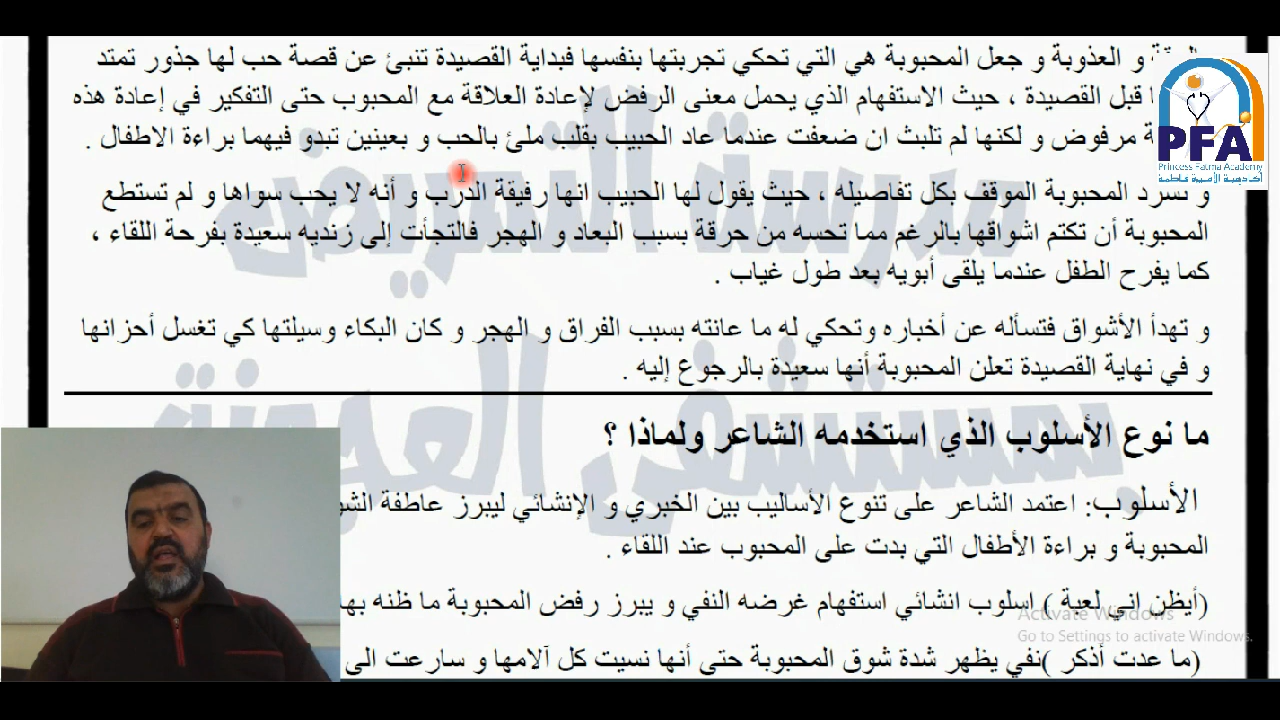 و العذوبة و جعل المحبوبة هي التي تحكي تجربتها بنفسها فبداية القصيدة تنبئ عن قصة حب لها جذور تمتد
قبل القصيدة ، حيث الاستفهام الذي يحمل معنى الرفض لإعادة العلاقة مع المحبوب حتى التفكير في إعادة هذه
مرفوض و لكنها لم تلبث ان ضعفت عندما عاد الحبيب بقلب ملئ بالحب و بعينين تبدو فيهما براءة الاطفال .
PFA
Princess Fatma Academy
أكاديمية الأميرة فاطمة
و تسرد المحبوبة الموقف بكل تفاصيله ، حيث يقول لها الحبيب انها رفيقة الدرب و أنه لا يحب سواها و لم تستطع
المحبوبة أن تكتم اشواقها بالرغم مما تحسه من حرقة بسبب البعاد و الهجر فالتجأت إلى زنديه سعيدة بفرحة اللقاء ،
كما يفرح الطفل عندما يلقى أبويه بعد طول غياب .
و تهدأ الأشواق فتسأله عن أخباره وتحكي له ما عانته بسبب الفراق و الهجر و كان البكاء وسيلتها كي تغسل أحزانها
و في نهاية القصيدة تعلن المحبوبة أنها سعيدة بالرجوع إليه .
ما نوع الأسلوب الذي استخدمه الشاعر ولماذا ؟
الأسلوب: اعتمد الشاعر على تنوع الأساليب بين الخبري و الإنشائي ليبرز عاطفة
المحبوبة و براءة الأطفال التي بدت على المحبوب عند اللقاء .
(أيظن اني لعبة ) اسلوب انشائي استفهام غرضه النفي و يبرز رفض المحبوبة ما ظنه بها
(ما عدت أذكر )نفي يظهر شدة شوق المحبوبة حتى أنها نسيت كل آلامها و سارعت الى
مدرسة التمريض
بمستشفى العجوزة
Activate Windows
Go to Settings to activate Windows.